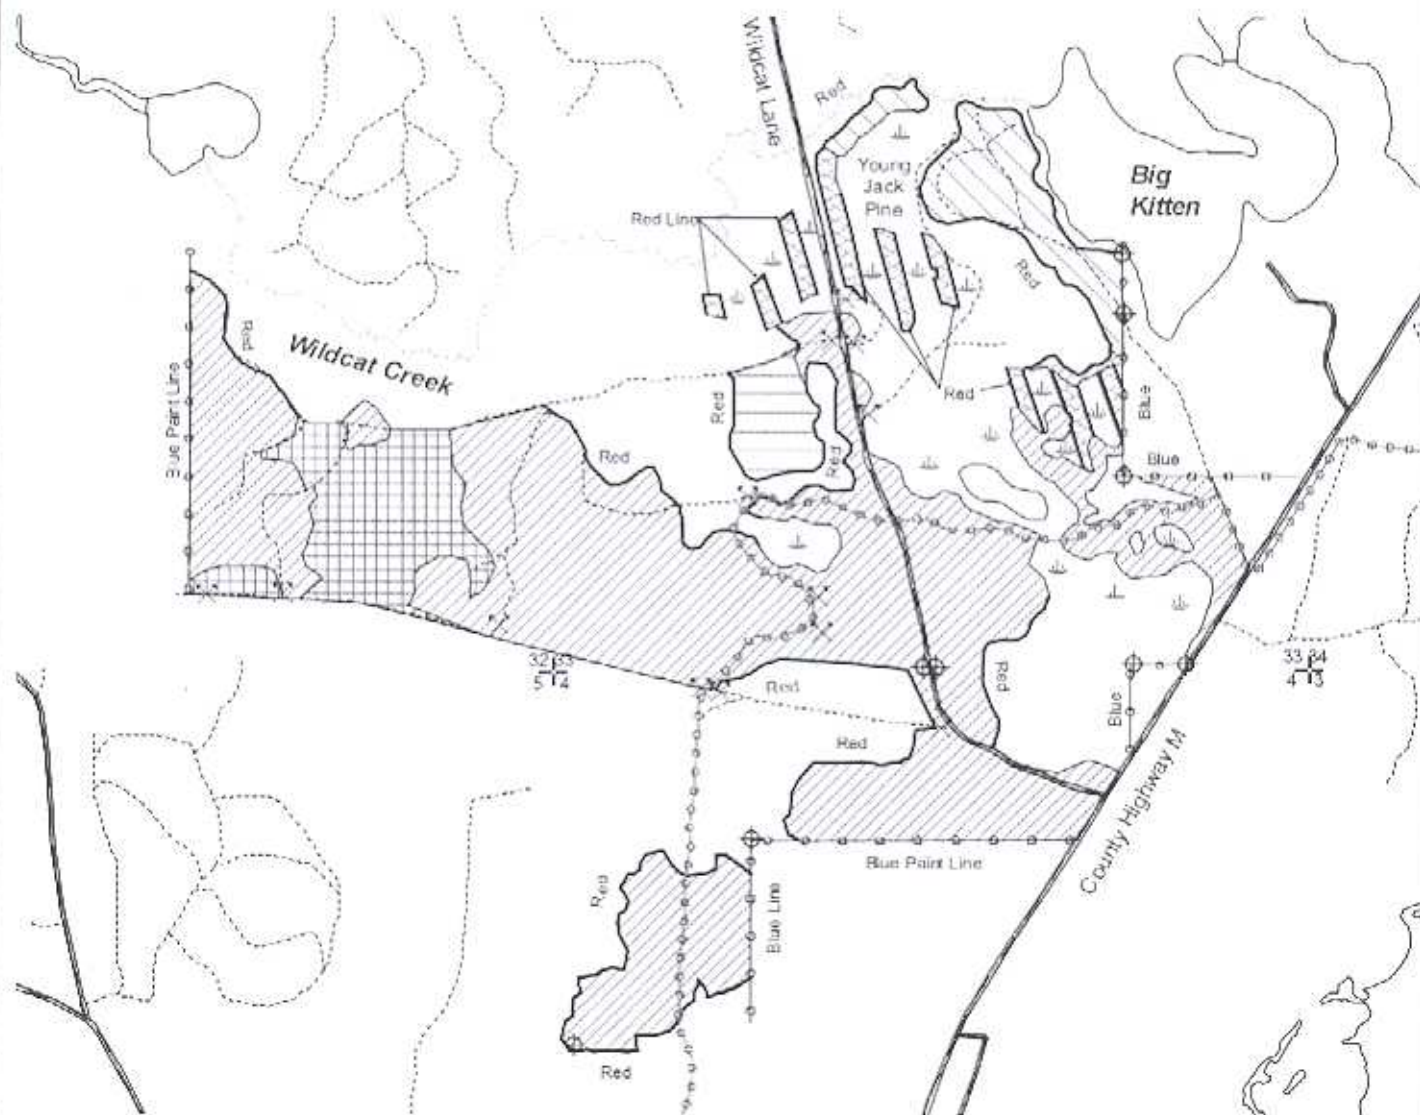 Wildcat Lane
Red
Young
Jack
Pine
Big
Kitten
Red Line
Red
Red
Wildcat Creek
Blue Paint Line
Red
Red
Blue
Red
Red
Blue
32 33
5 4
33 34
4 3
Red
Red
Blue
Red
County Highway M
Blue Paint Line
Red
Blue Line
Red